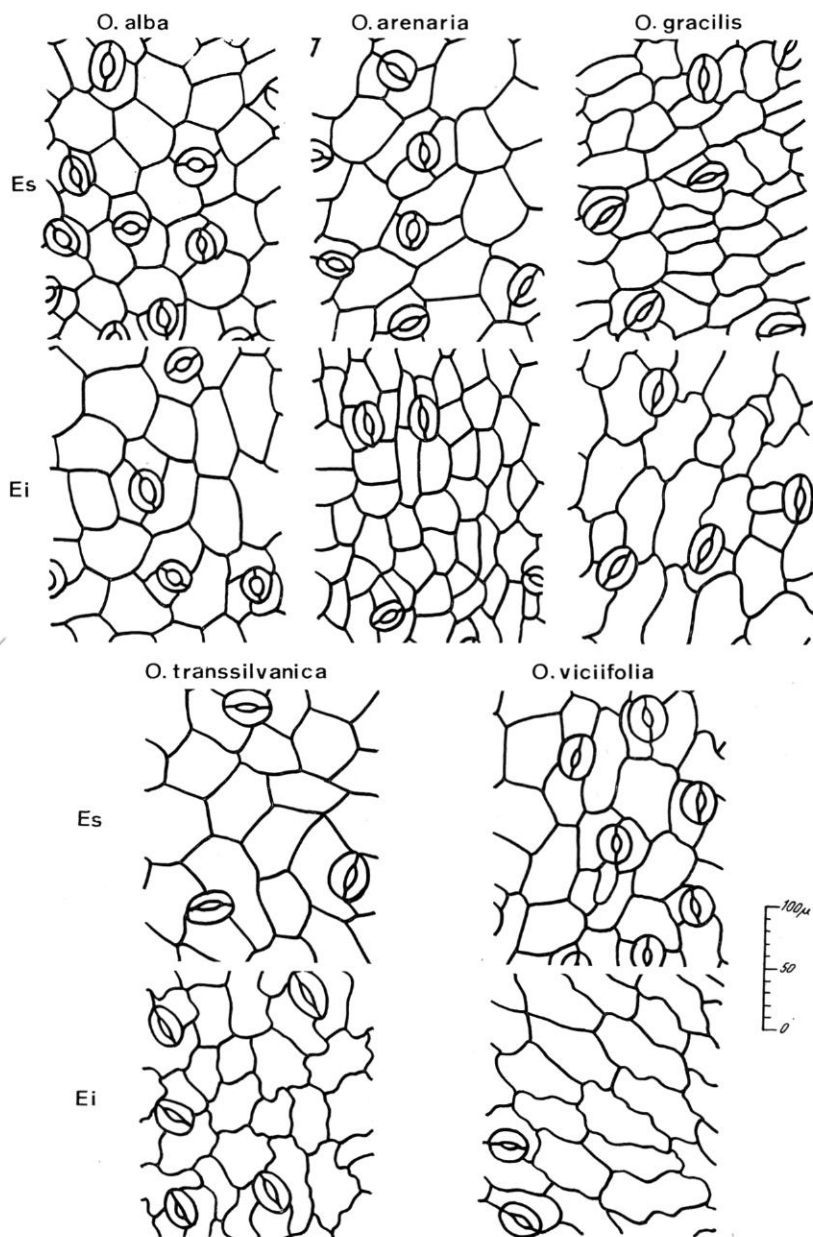 O. alba O. arenaria O. gracilis
Es
Ei
O. transsilvanica O. viciifolia
Es
100μ
50
0
Ei